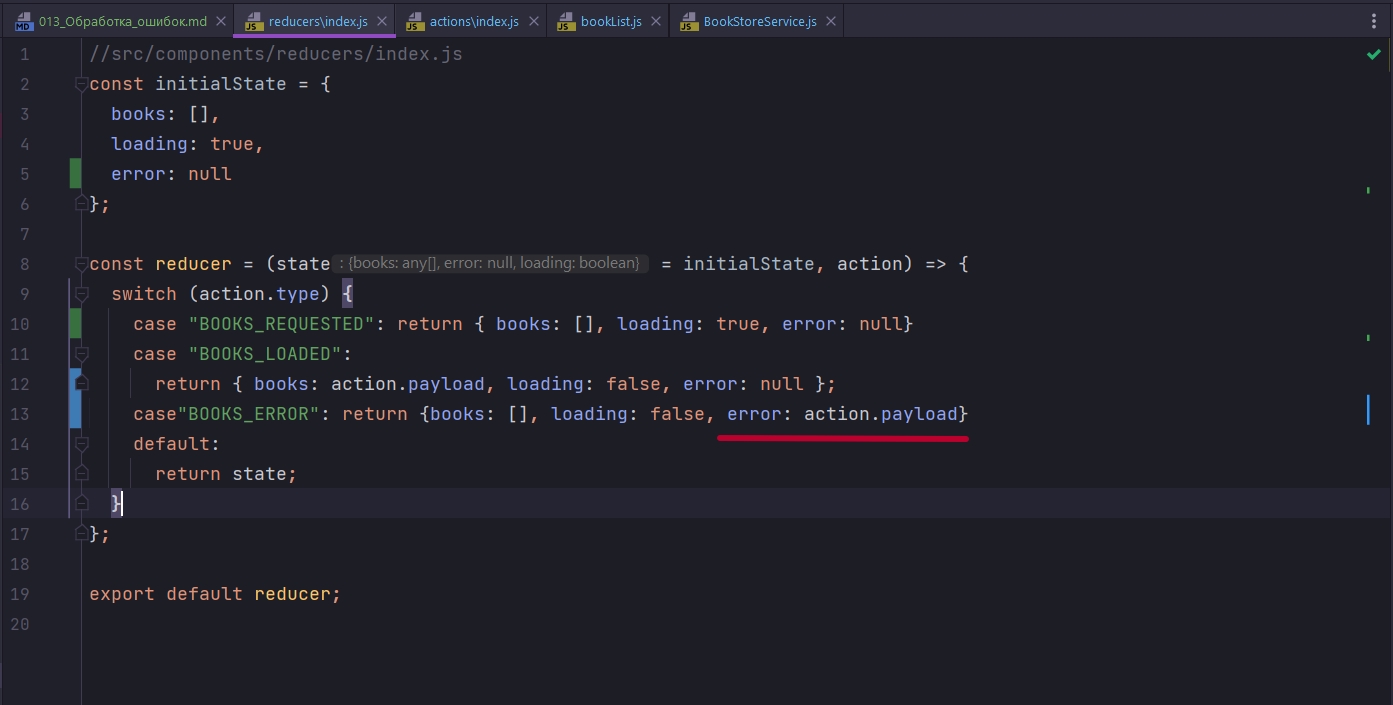 013_Обработка_ошибок.md reducers\index.js actions\index.js bookList.js BookStoreService.js
1 //src/components/reducers/index.js
2 const initialState = {
3 books: [],
4 loading: true,
5 error: null
6 };
7
8 const reducer = (state : {books: any[], error: null, loading: boolean} = initialState, action) => {
9 switch (action.type) {
10 case "BOOKS_REQUESTED": return { books: [], loading: true, error: null}
11 case "BOOKS_LOADED":
12 return { books: action.payload, loading: false, error: null };
13 case"BOOKS_ERROR": return {books: [], loading: false, error: action.payload}
14 default:
15 return state;
16 }
17 };
18
19 export default reducer;
20